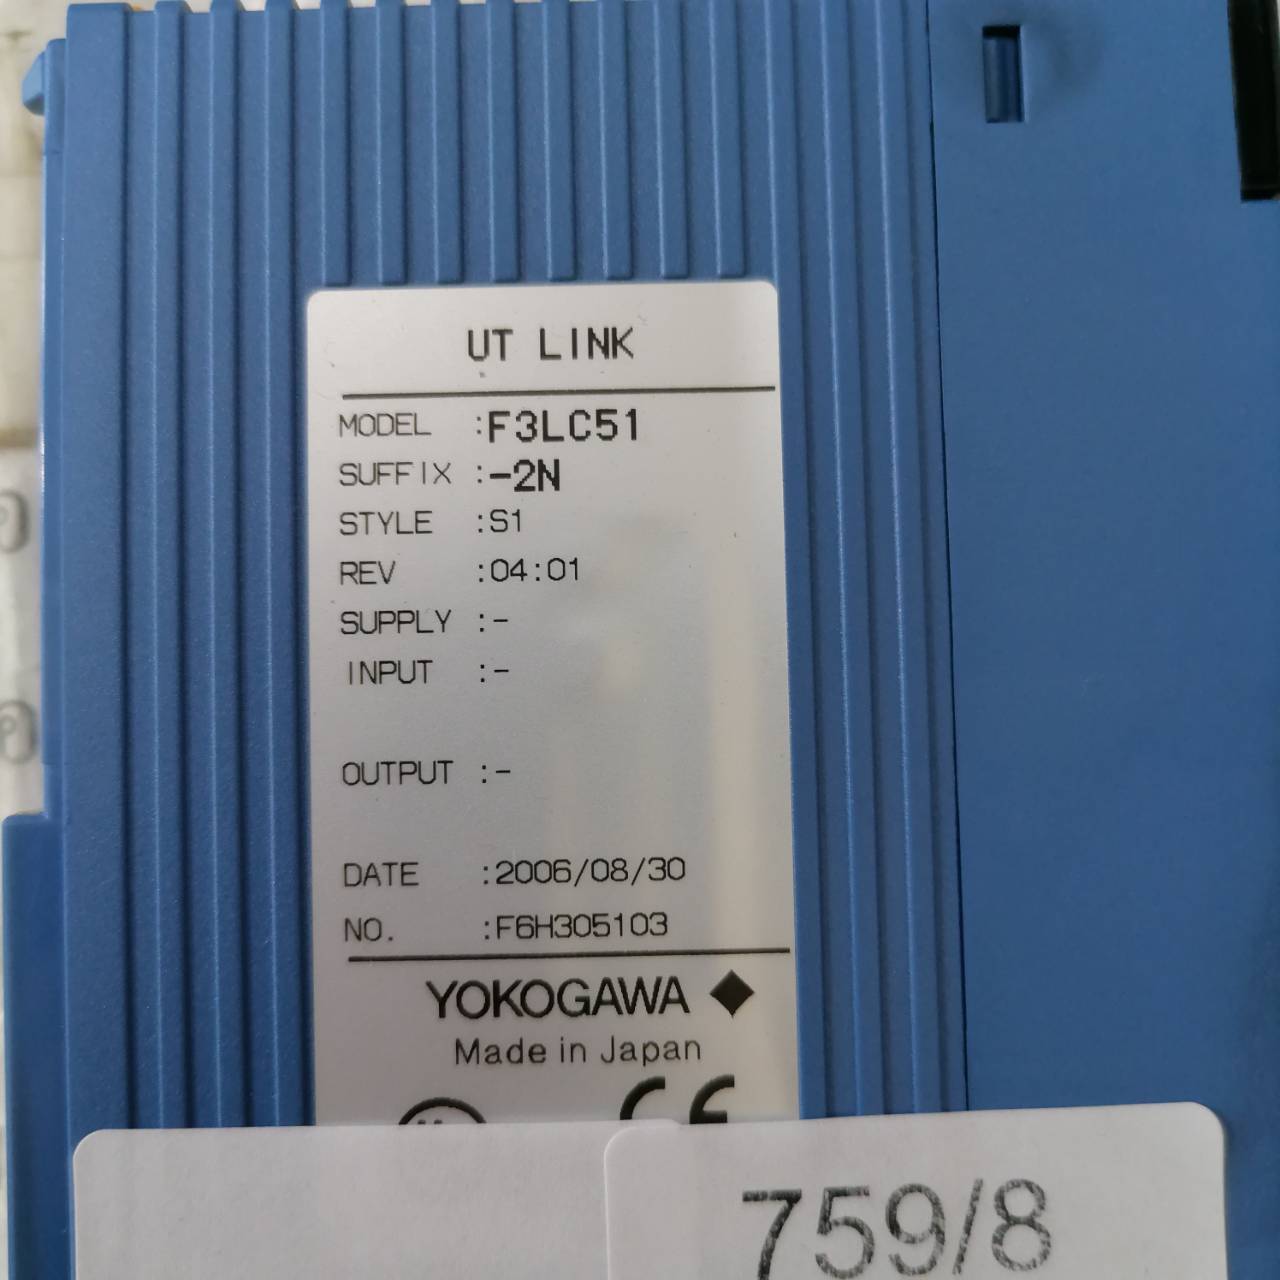 UT LINK
MODEL :F3LC51
SUFFIX :-2N
STYLE :S1
REV :04:01
SUPPLY :-
INPUT :-
OUTPUT :-
DATE :2006/08/30
NO. :F6H305103
YOKOGAWA
Made in Japan
CE
759/8